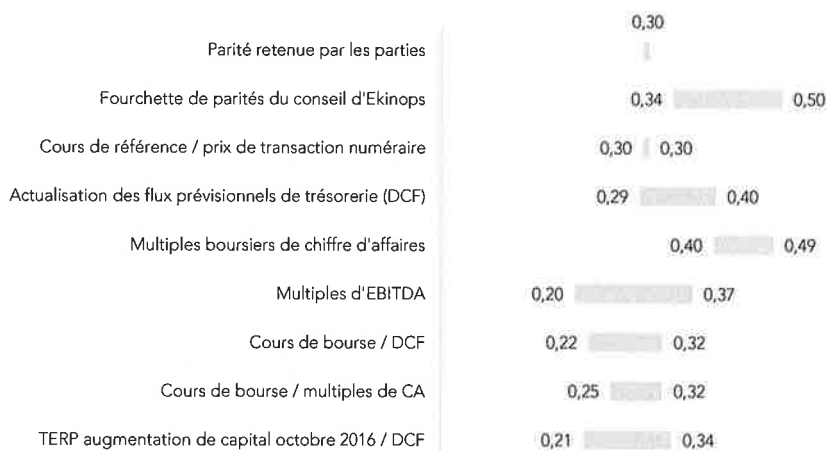 0,30
Parité retenue par les parties
Fourchette de parités du conseil d'Ekinops 0,34 0,50
Cours de référence / prix de transaction numéraire 0,30 0,30
Actualisation des flux prévisionnels de trésorerie (DCF) 0,29 0,40
Multiples boursiers de chiffre d'affaires 0,40 0,49
Multiples d'EBITDA 0,20 0,37
Cours de bourse / DCF 0,22 0,32
Cours de bourse / multiples de CA 0,25 0,32
TERP augmentation de capital octobre 2016 / DCF 0,21 0,34